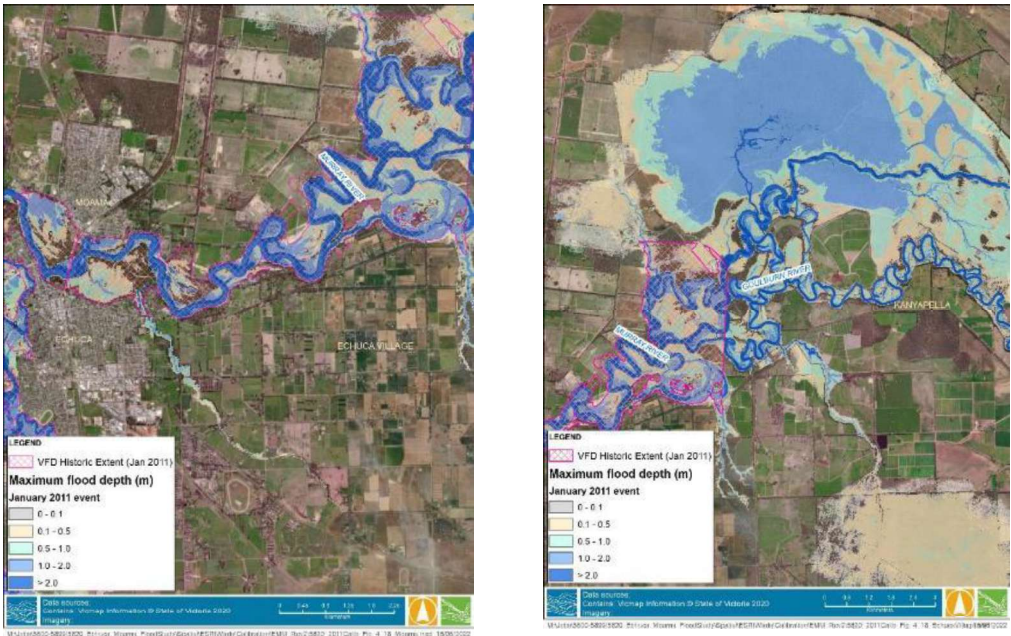 MURRAY RIVER
MOAMA
ECHUCA
ECHUCA VILLAGE
LEGEND
VFD Historic Extent (Jan 2011)
Maximum flood depth (m)
January 2011 event
0 - 0.1
0.1 - 0.5
0.5 - 1.0
1.0 - 2.0
> 2.0
Data sources:
Contains: Vicmap Information © State of Victoria 2020
Imagery:
GOULBURN RIVER
KANYAPELLA
MURRAY RIVER
LEGEND
VFD Historic Extent (Jan 2011)
Maximum flood depth (m)
January 2011 event
0 - 0.1
0.1 - 0.5
0.5 - 1.0
1.0 - 2.0
> 2.0
Data sources:
Contains: Vicmap Information © State of Victoria 2020
Imagery: